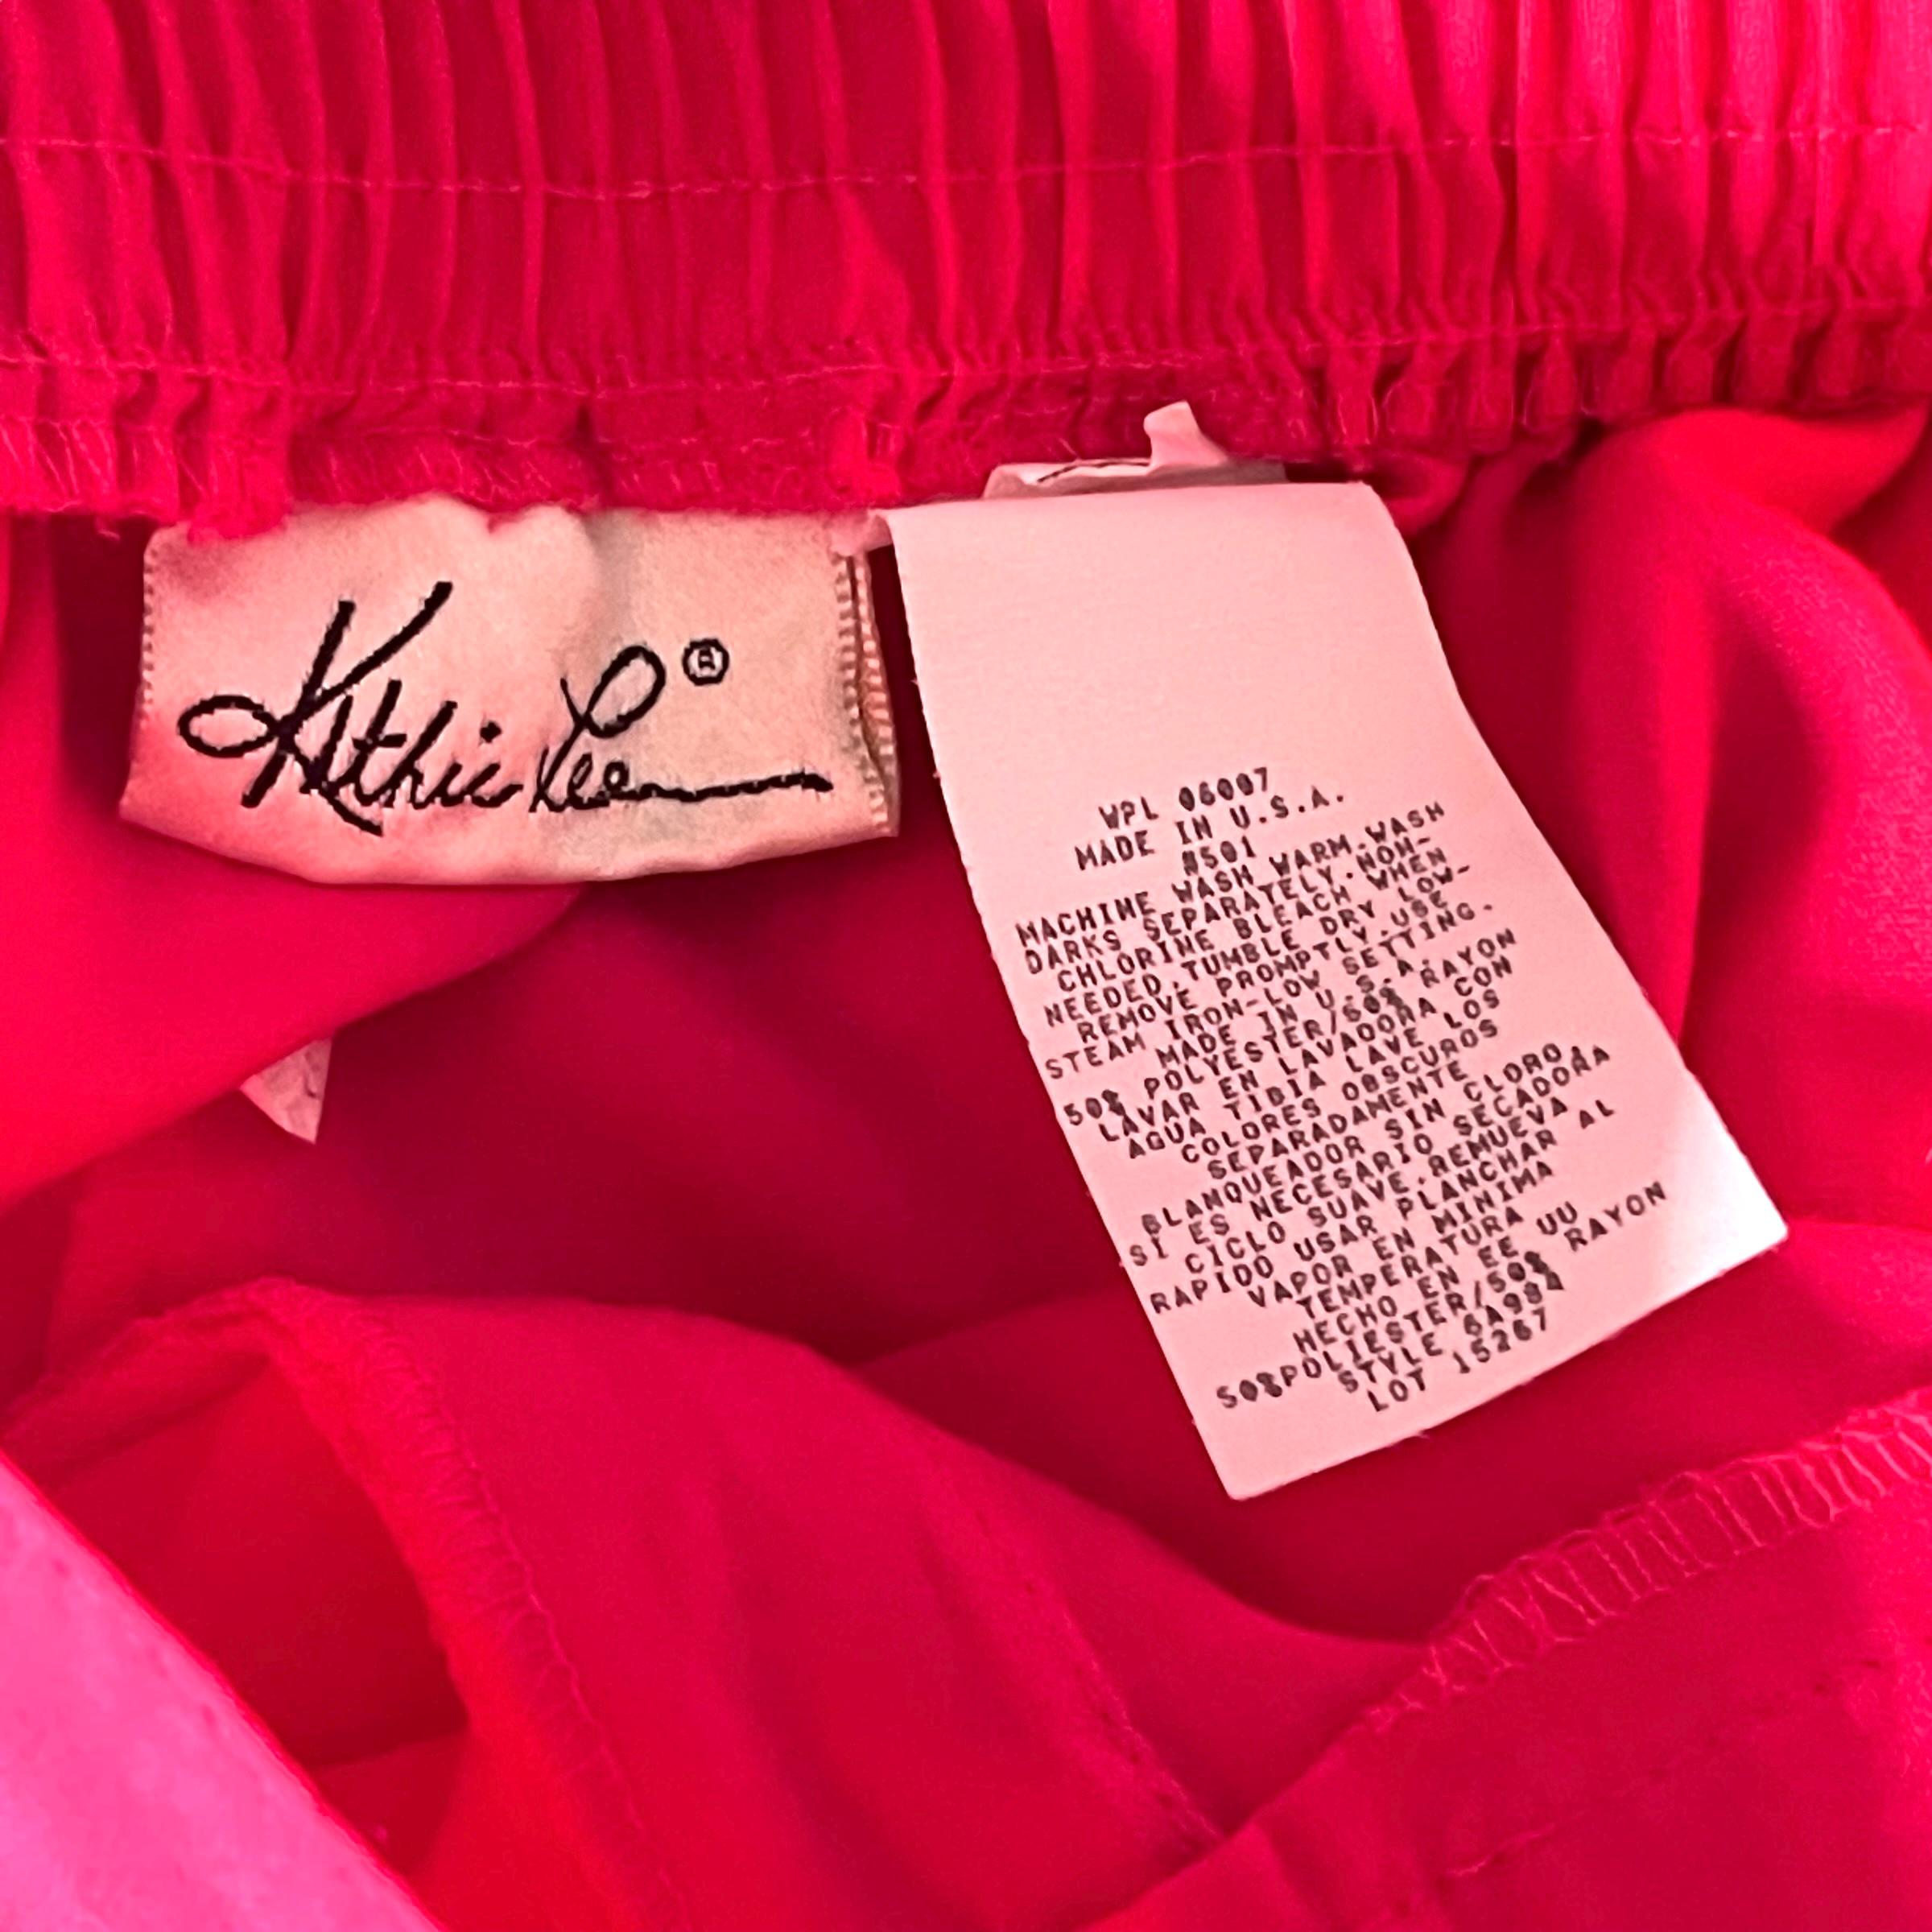 Kathie Lee®
WPL 06007
MADE IN U.S.A.
#501
MACHINE WASH WARM.WASH
DARKS SEPARATELY.NON-
CHLORINE BLEACH WHEN
NEEDED.TUMBLE DRY LOW-
REMOVE PROMPTLY.USE
STEAM IRON-LOW SETTING.
MADE IN U.S.A.
50% POLYESTER/50% RAYON
LAVAR EN LAVADORA CON
AGUA TIBIA LAVE LOS
COLORES OBSCUROS
SEPARADAMENTE
BLANQUEADOR SIN CLORO
SI ES NECESARIO SECADORA
CICLO SUAVE.REMUEVA
RAPIDO USAR PLANCHAR AL
VAPOR EN MINIMA
TEMPERATURA
HECHO EN EE UU
50%POLIESTER/50% RAYON
STYLE 6A984
LOT 15267